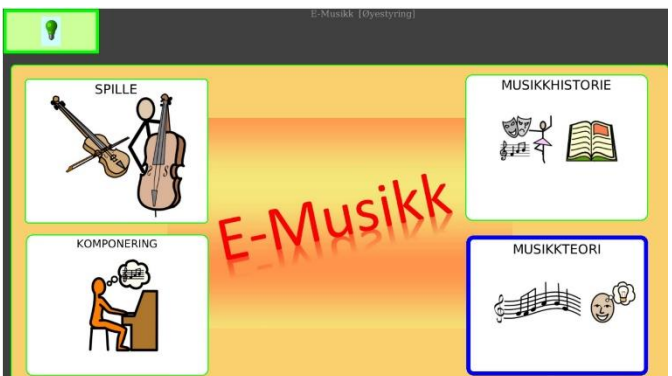 E-Musikk [Øyestyring]
SPILLE
MUSIKKHISTORIE
E-Musikk
KOMPONERING
MUSIKKTEORI